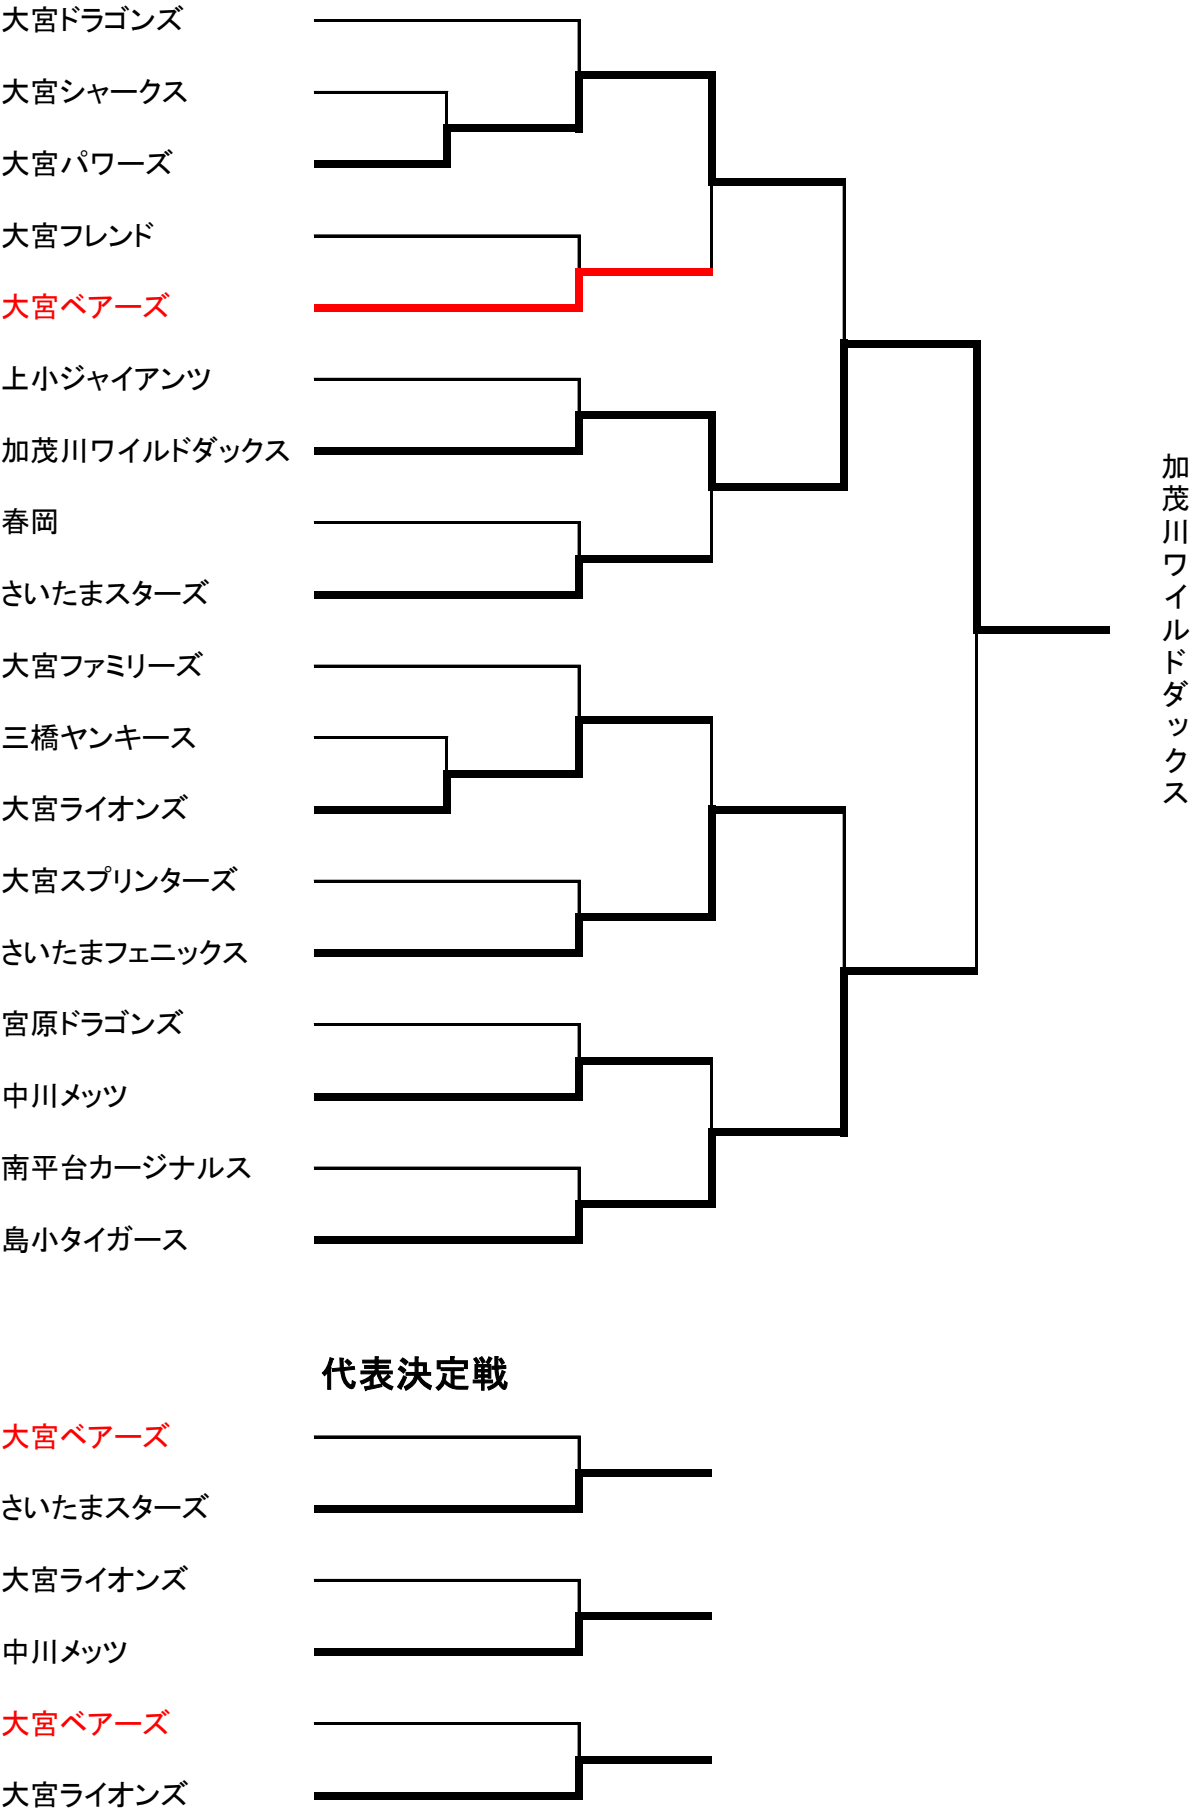 大宮ドラゴンズ
大宮シャークス
大宮パワーズ
大宮フレンド
大宮ベアーズ
上小ジャイアンツ
加茂川ワイルドダックス
春岡
さいたまスターズ
大宮ファミリーズ
三橋ヤンキース
大宮ライオンズ
大宮スプリンターズ
さいたまフェニックス
宮原ドラゴンズ
中川メッツ
南平台カージナルス
島小タイガース
加茂川ワイルドダックス
代表決定戦
大宮ベアーズ
さいたまスターズ
大宮ライオンズ
中川メッツ
大宮ベアーズ
大宮ライオンズ